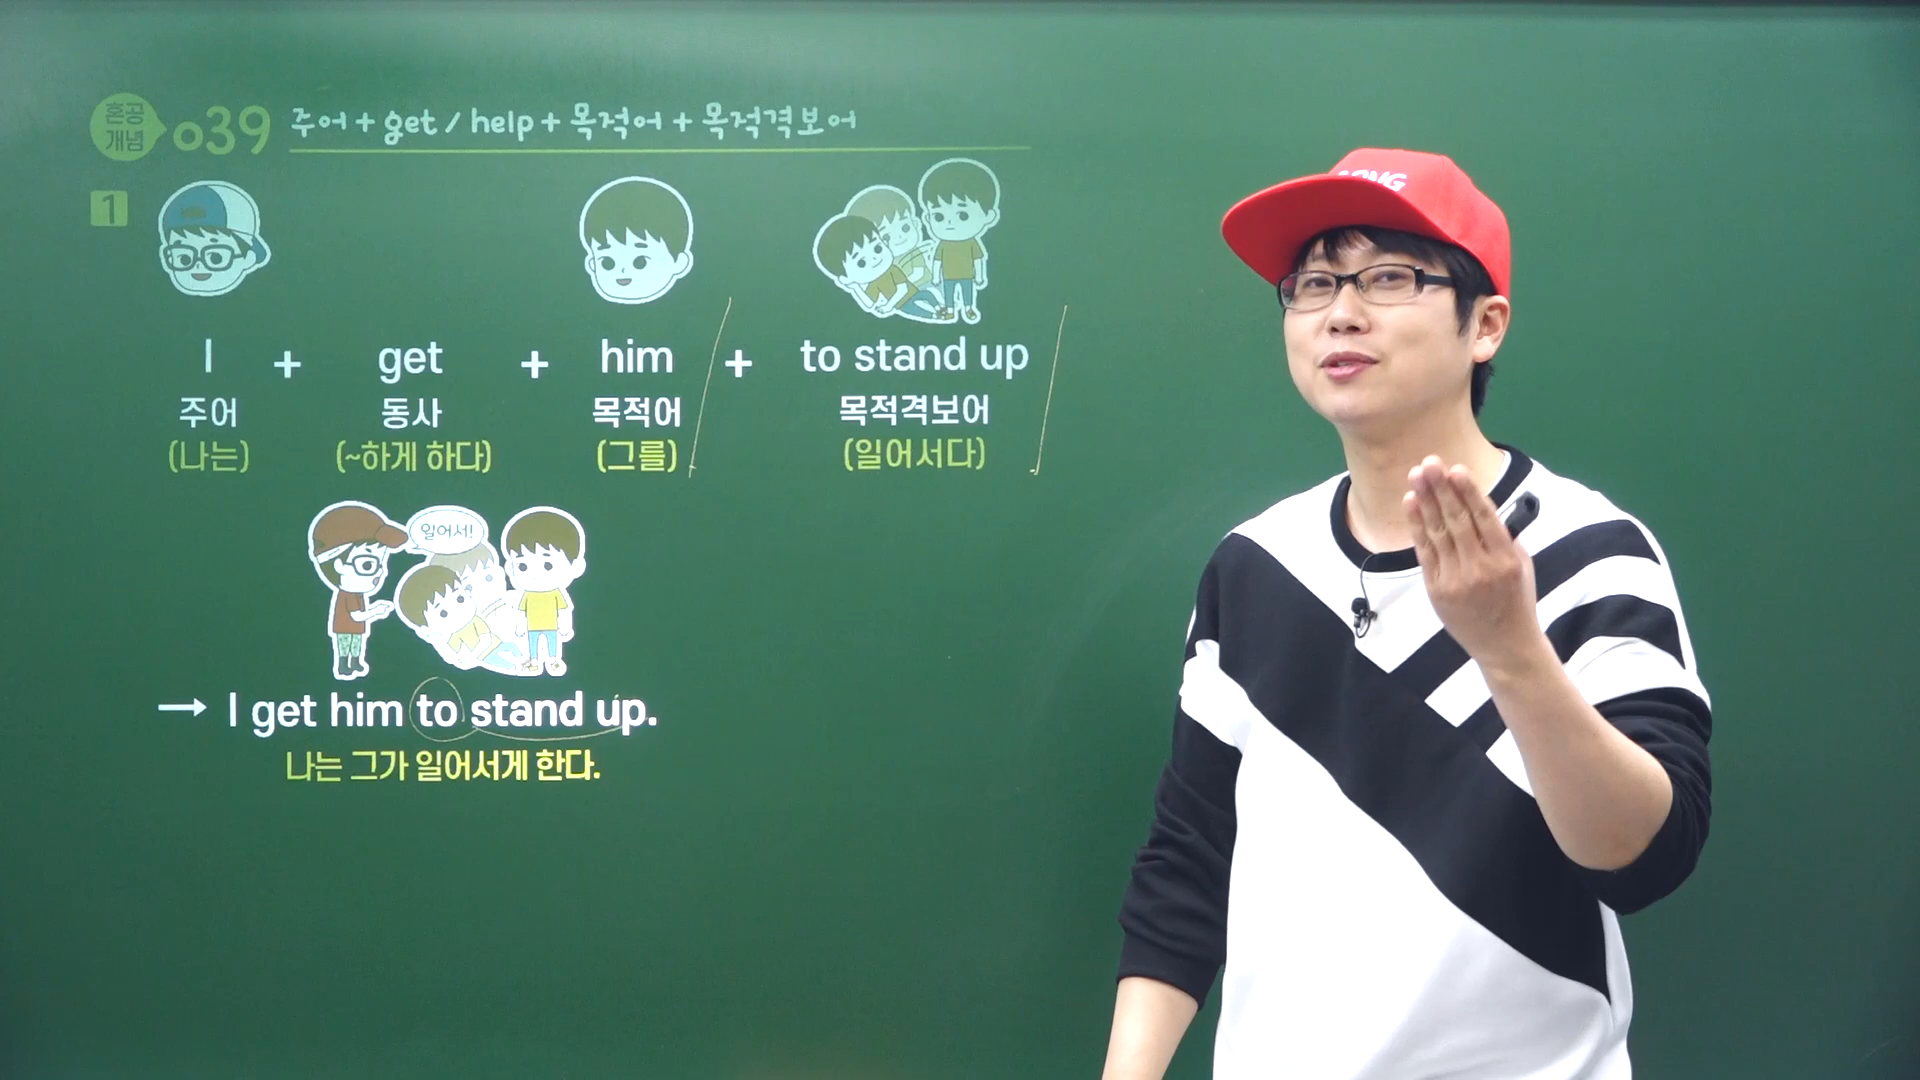 혼공
개념
039 주어 + get / help + 목적어 + 목적격보어
1
I + get + him + to stand up
주어 동사 목적어 목적격보어
(나는) (~하게 하다) (그를) (일어서다)
일어서!
→ I get him to stand up.
나는 그가 일어서게 한다.